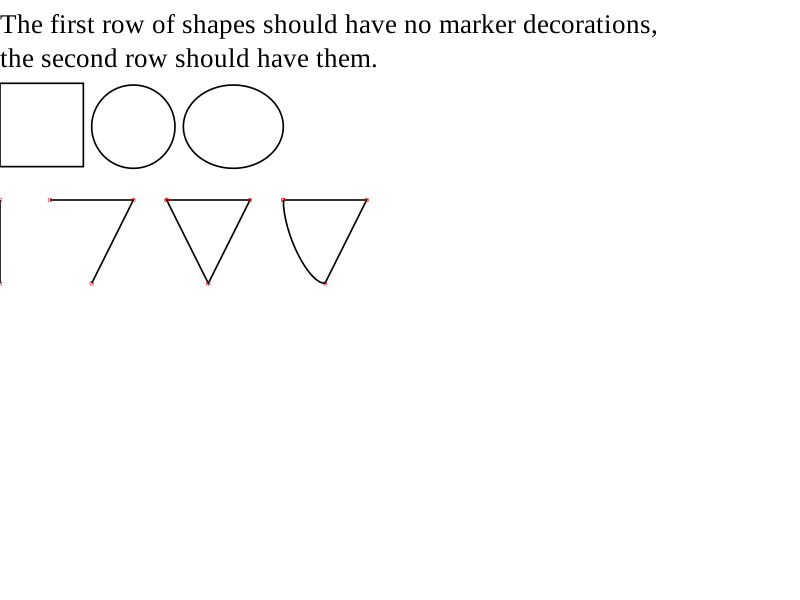 The first row of shapes should have no marker decorations,
the second row should have them.